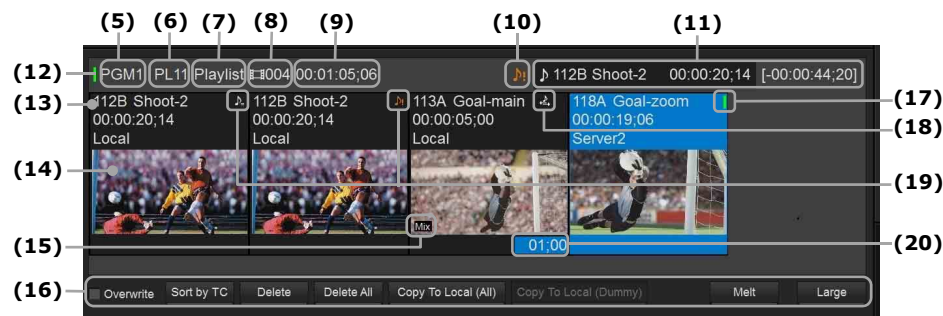 (5) (6) (7) (8) (9) (10) (11)
(12) PGM1 PL11 Playlist 004 00:01:05;06 112B Shoot-2 00:00:20;14 [-00:00:44;20]
(13) 112B Shoot-2 112B Shoot-2 113A Goal-main 118A Goal-zoom (17)
00:00:20;14 00:00:20;14 00:00:05;00 00:00:19;06 (18)
Local Local Local Server2
(14) (19)
(15) Mix 01;00 (20)
(16) Overwrite Sort by TC Delete Delete All Copy To Local (All) Copy To Local (Dummy) Melt Large